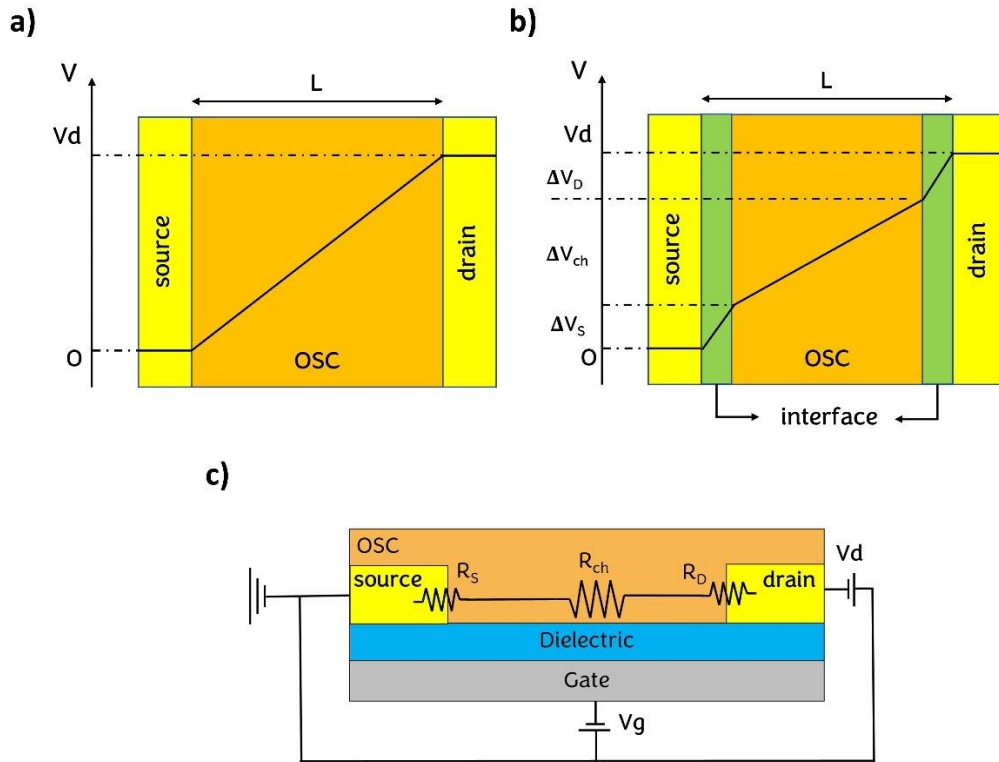 a)
V
L
Vd
source
drain
OSC
O
b)
V
L
Vd
ΔV_D
ΔV_ch
ΔV_S
O
source
drain
OSC
interface
c)
OSC
source
R_S
R_ch
R_D
drain
Vd
Dielectric
Gate
Vg